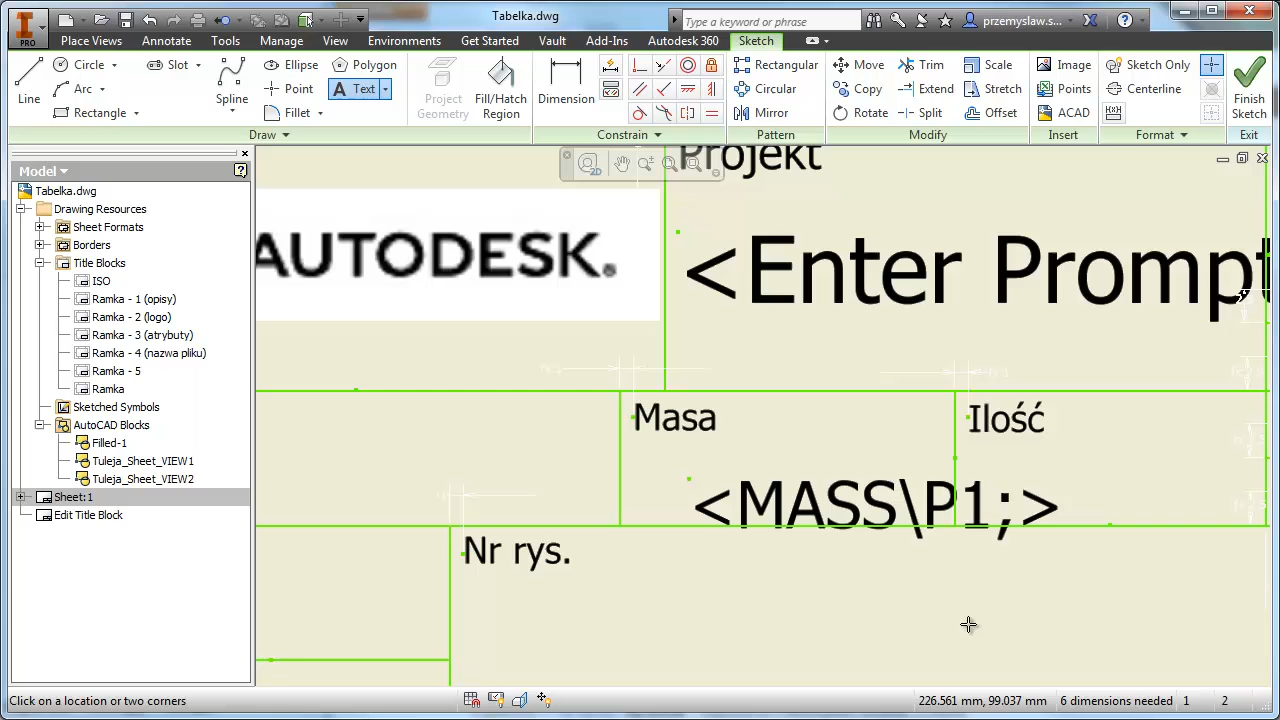 Tabelka.dwg
Type a keyword or phrase
przemyslaw.s...
PRO
Place Views
Annotate
Tools
Manage
View
Environments
Get Started
Vault
Add-Ins
Autodesk 360
Sketch
Line
Circle
Arc
Rectangle
Slot
Spline
Ellipse
Point
Fillet
Polygon
Text
Project Geometry
Fill/Hatch Region
Dimension
Rectangular
Circular
Mirror
Move
Copy
Rotate
Trim
Extend
Split
Scale
Stretch
Offset
Image
Points
ACAD
Sketch Only
Centerline
Finish Sketch
Draw
Constrain
Pattern
Modify
Insert
Format
Exit
Model
Tabelka.dwg
Drawing Resources
Sheet Formats
Borders
Title Blocks
ISO
Ramka - 1 (opisy)
Ramka - 2 (logo)
Ramka - 3 (atrybuty)
Ramka - 4 (nazwa pliku)
Ramka - 5
Ramka
Sketched Symbols
AutoCAD Blocks
Filled-1
Tuleja_Sheet_VIEW1
Tuleja_Sheet_VIEW2
Sheet:1
Edit Title Block
2D
Projekt
AUTODESK®
<Enter Prompt
Masa
Ilość
<MASS\P1;>
Nr rys.
Click on a location or two corners
226.561 mm, 99.037 mm
6 dimensions needed
1
2